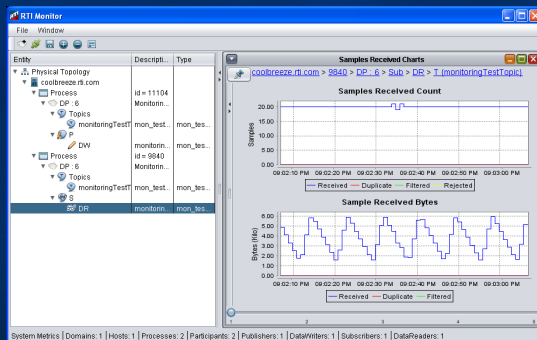 RTI Monitor
File Window
Entity Descripti... Type
Physical Topology
coolbreeze.rti.com
Process id = 11104
DP : 6 Monitorin...
Topics
monitoringTestT mon_test... mon_tes...
P
DW monitorin... mon_tes...
Process id = 9840
DP : 6 Monitorin...
Topics
monitoringTestT mon_test... mon_tes...
S
DR monitorin... mon_tes...
Samples Received Charts
coolbreeze.rti.com > 9840 > DP : 6 > Sub > DR > T (monitoringTestTopic)
Samples Received Count
Samples
20.00
15.00
10.00
5.00
0.00
09:02:10 PM 09:02:20 PM 09:02:30 PM 09:02:40 PM 09:02:50 PM 09:03:00 PM
Received Duplicate Filtered Rejected
Sample Received Bytes
Bytes (Kilo)
6.00
5.00
4.00
3.00
2.00
1.00
0.00
09:02:10 PM 09:02:20 PM 09:02:30 PM 09:02:40 PM 09:02:50 PM 09:03:00 PM
Received Duplicate Filtered
1 2 3 4 5
System Metrics Domains: 1 Hosts: 1 Processes: 2 Participants: 2 Publishers: 1 DataWriters: 1 Subscribers: 1 DataReaders: 1